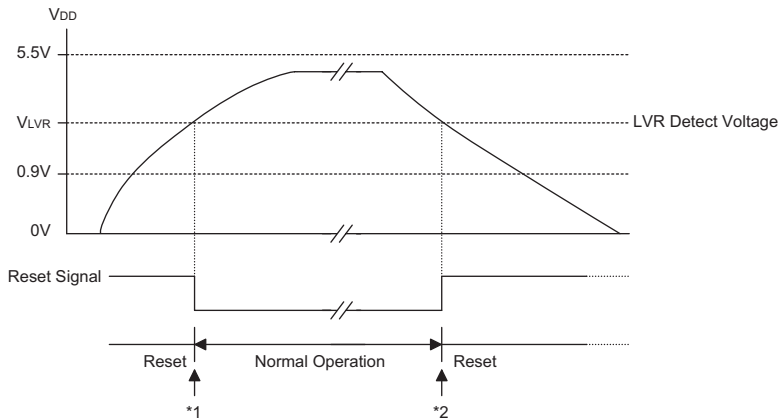 VDD
5.5V
VLVR
LVR Detect Voltage
0.9V
0V
Reset Signal
Reset
Normal Operation
Reset
*1
*2